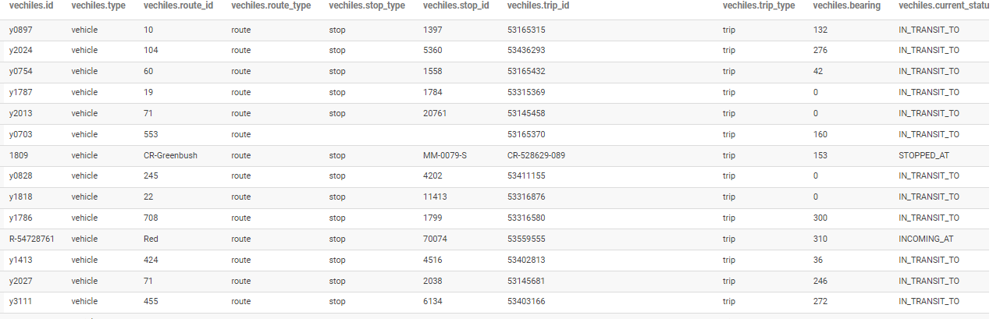 vechiles.id vechiles.type vechiles.route_id vechiles.route_type vechiles.stop_type vechiles.stop_id vechiles.trip_id vechiles.trip_type vechiles.bearing vechiles.current_statu
y0897 vehicle 10 route stop 1397 53165315 trip 132 IN_TRANSIT_TO
y2024 vehicle 104 route stop 5360 53436293 trip 276 IN_TRANSIT_TO
y0754 vehicle 60 route stop 1558 53165432 trip 42 IN_TRANSIT_TO
y1787 vehicle 19 route stop 1784 53315369 trip 0 IN_TRANSIT_TO
y2013 vehicle 71 route stop 20761 53145458 trip 0 IN_TRANSIT_TO
y0703 vehicle 553 route 53165370 trip 160 IN_TRANSIT_TO
1809 vehicle CR-Greenbush route stop MM-0079-S CR-528629-089 trip 153 STOPPED_AT
y0828 vehicle 245 route stop 4202 53411155 trip 0 IN_TRANSIT_TO
y1818 vehicle 22 route stop 11413 53316876 trip 0 IN_TRANSIT_TO
y1786 vehicle 708 route stop 1799 53316580 trip 300 IN_TRANSIT_TO
R-54728761 vehicle Red route stop 70074 53559555 trip 310 INCOMING_AT
y1413 vehicle 424 route stop 4516 53402813 trip 36 IN_TRANSIT_TO
y2027 vehicle 71 route stop 2038 53145681 trip 246 IN_TRANSIT_TO
y3111 vehicle 455 route stop 6134 53403166 trip 272 IN_TRANSIT_TO